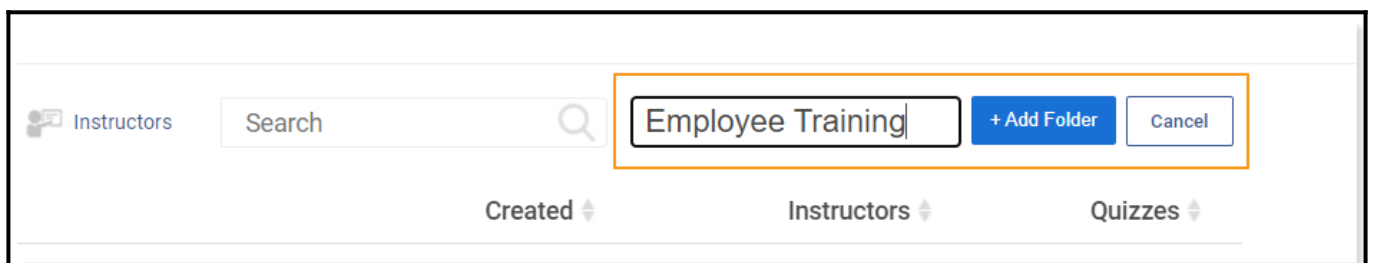 Instructors Search Employee Training + Add Folder Cancel
Created Instructors Quizzes